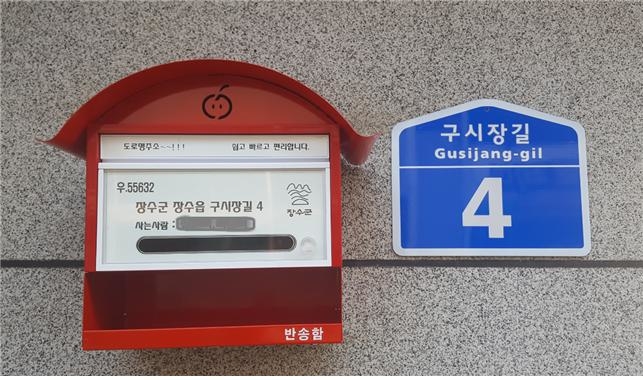 도로명주소~~!!! 쉽고 빠르고 편리합니다.
우.55632
장수군 장수읍 구시장길 4
사는사람 :
장수군
반송함
구시장길
Gusijang-gil
4